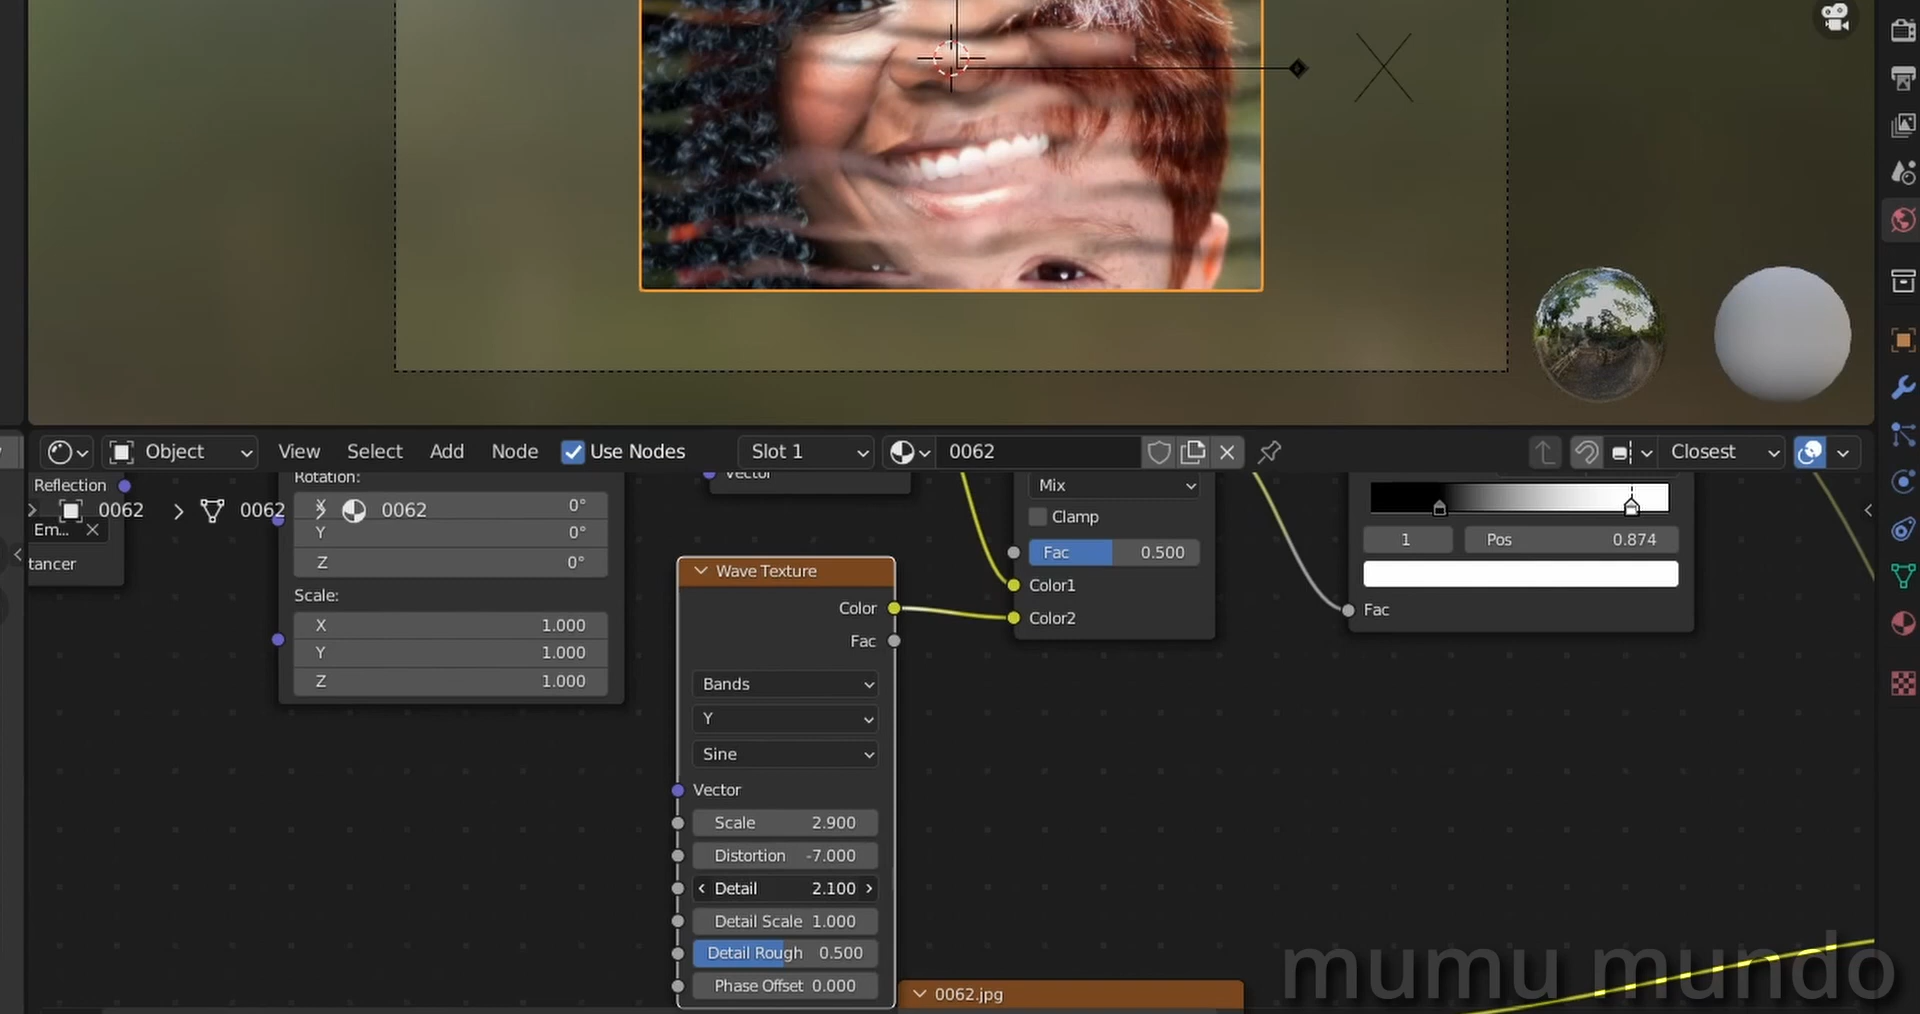 Object
View
Select
Add
Node
Use Nodes
Slot 1
0062
Closest
Reflection
0062
0062
0062
Em...
tancer
Rotation:
X 0°
Y 0°
Z 0°
Scale:
X 1.000
Y 1.000
Z 1.000
Vector
Wave Texture
Color
Fac
Bands
Y
Sine
Vector
Scale 2.900
Distortion -7.000
Detail 2.100
Detail Scale 1.000
Detail Rough 0.500
Phase Offset 0.000
Mix
Clamp
Fac 0.500
Color1
Color2
1 Pos 0.874
Fac
0062.jpg
mumu mundo